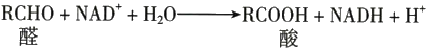 RCHO + NAD⁺ + H₂O ⟶ RCOOH + NADH + H⁺
醛 酸